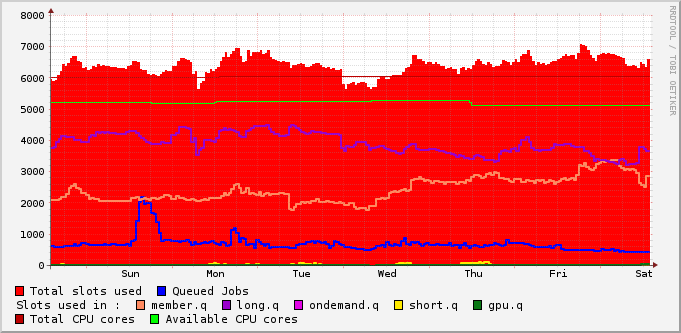 8000
7000
6000
5000
4000
3000
2000
1000
0
Sun Mon Tue Wed Thu Fri Sat
RRDTOOL / TOBI OETIKER
Total slots used Queued Jobs
Slots used in : member.q long.q ondemand.q short.q gpu.q
Total CPU cores Available CPU cores